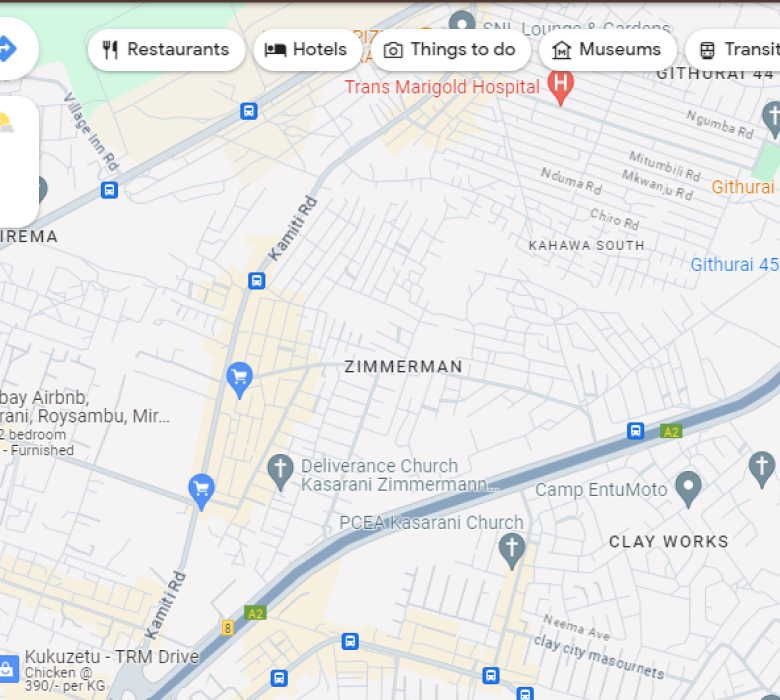 SNL Lounge & Gardens
Restaurants
Hotels
Things to do
Museums
Transit
GITHURAI 44
Trans Marigold Hospital
Village Inn Rd
Ngumba Rd
Mitumbili Rd
Mkwanju Rd
Nduma Rd
Githurai
Kamiti Rd
Chiro Rd
IREMA
KAHAWA SOUTH
Githurai 45
ZIMMERMAN
bay Airbnb,
rani, Roysambu, Mir...
2 bedroom
- Furnished
A2
Deliverance Church
Kasarani Zimmermann...
Camp EntuMoto
PCEA Kasarani Church
CLAY WORKS
Kamiti Rd
A2
8
Neema Ave
clay city masournets
Kukuzetu - TRM Drive
Chicken @
390/- per KG